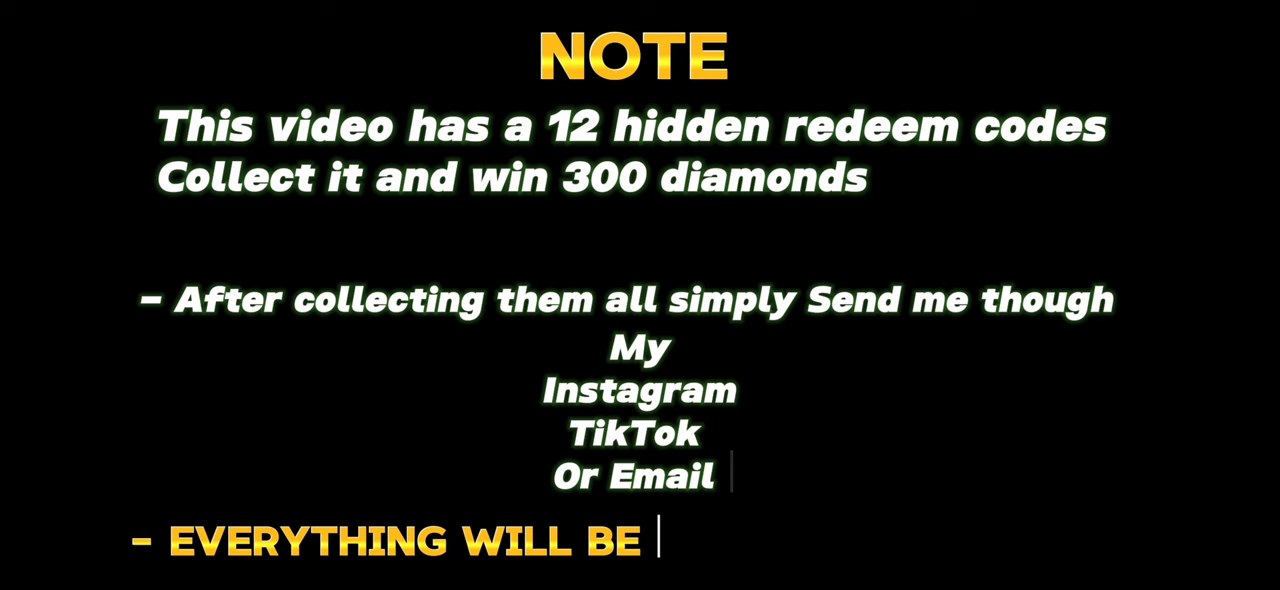 NOTE
This video has a 12 hidden redeem codes
Collect it and win 300 diamonds
- After collecting them all simply Send me though
My
Instagram
TikTok
Or Email
- EVERYTHING WILL BE